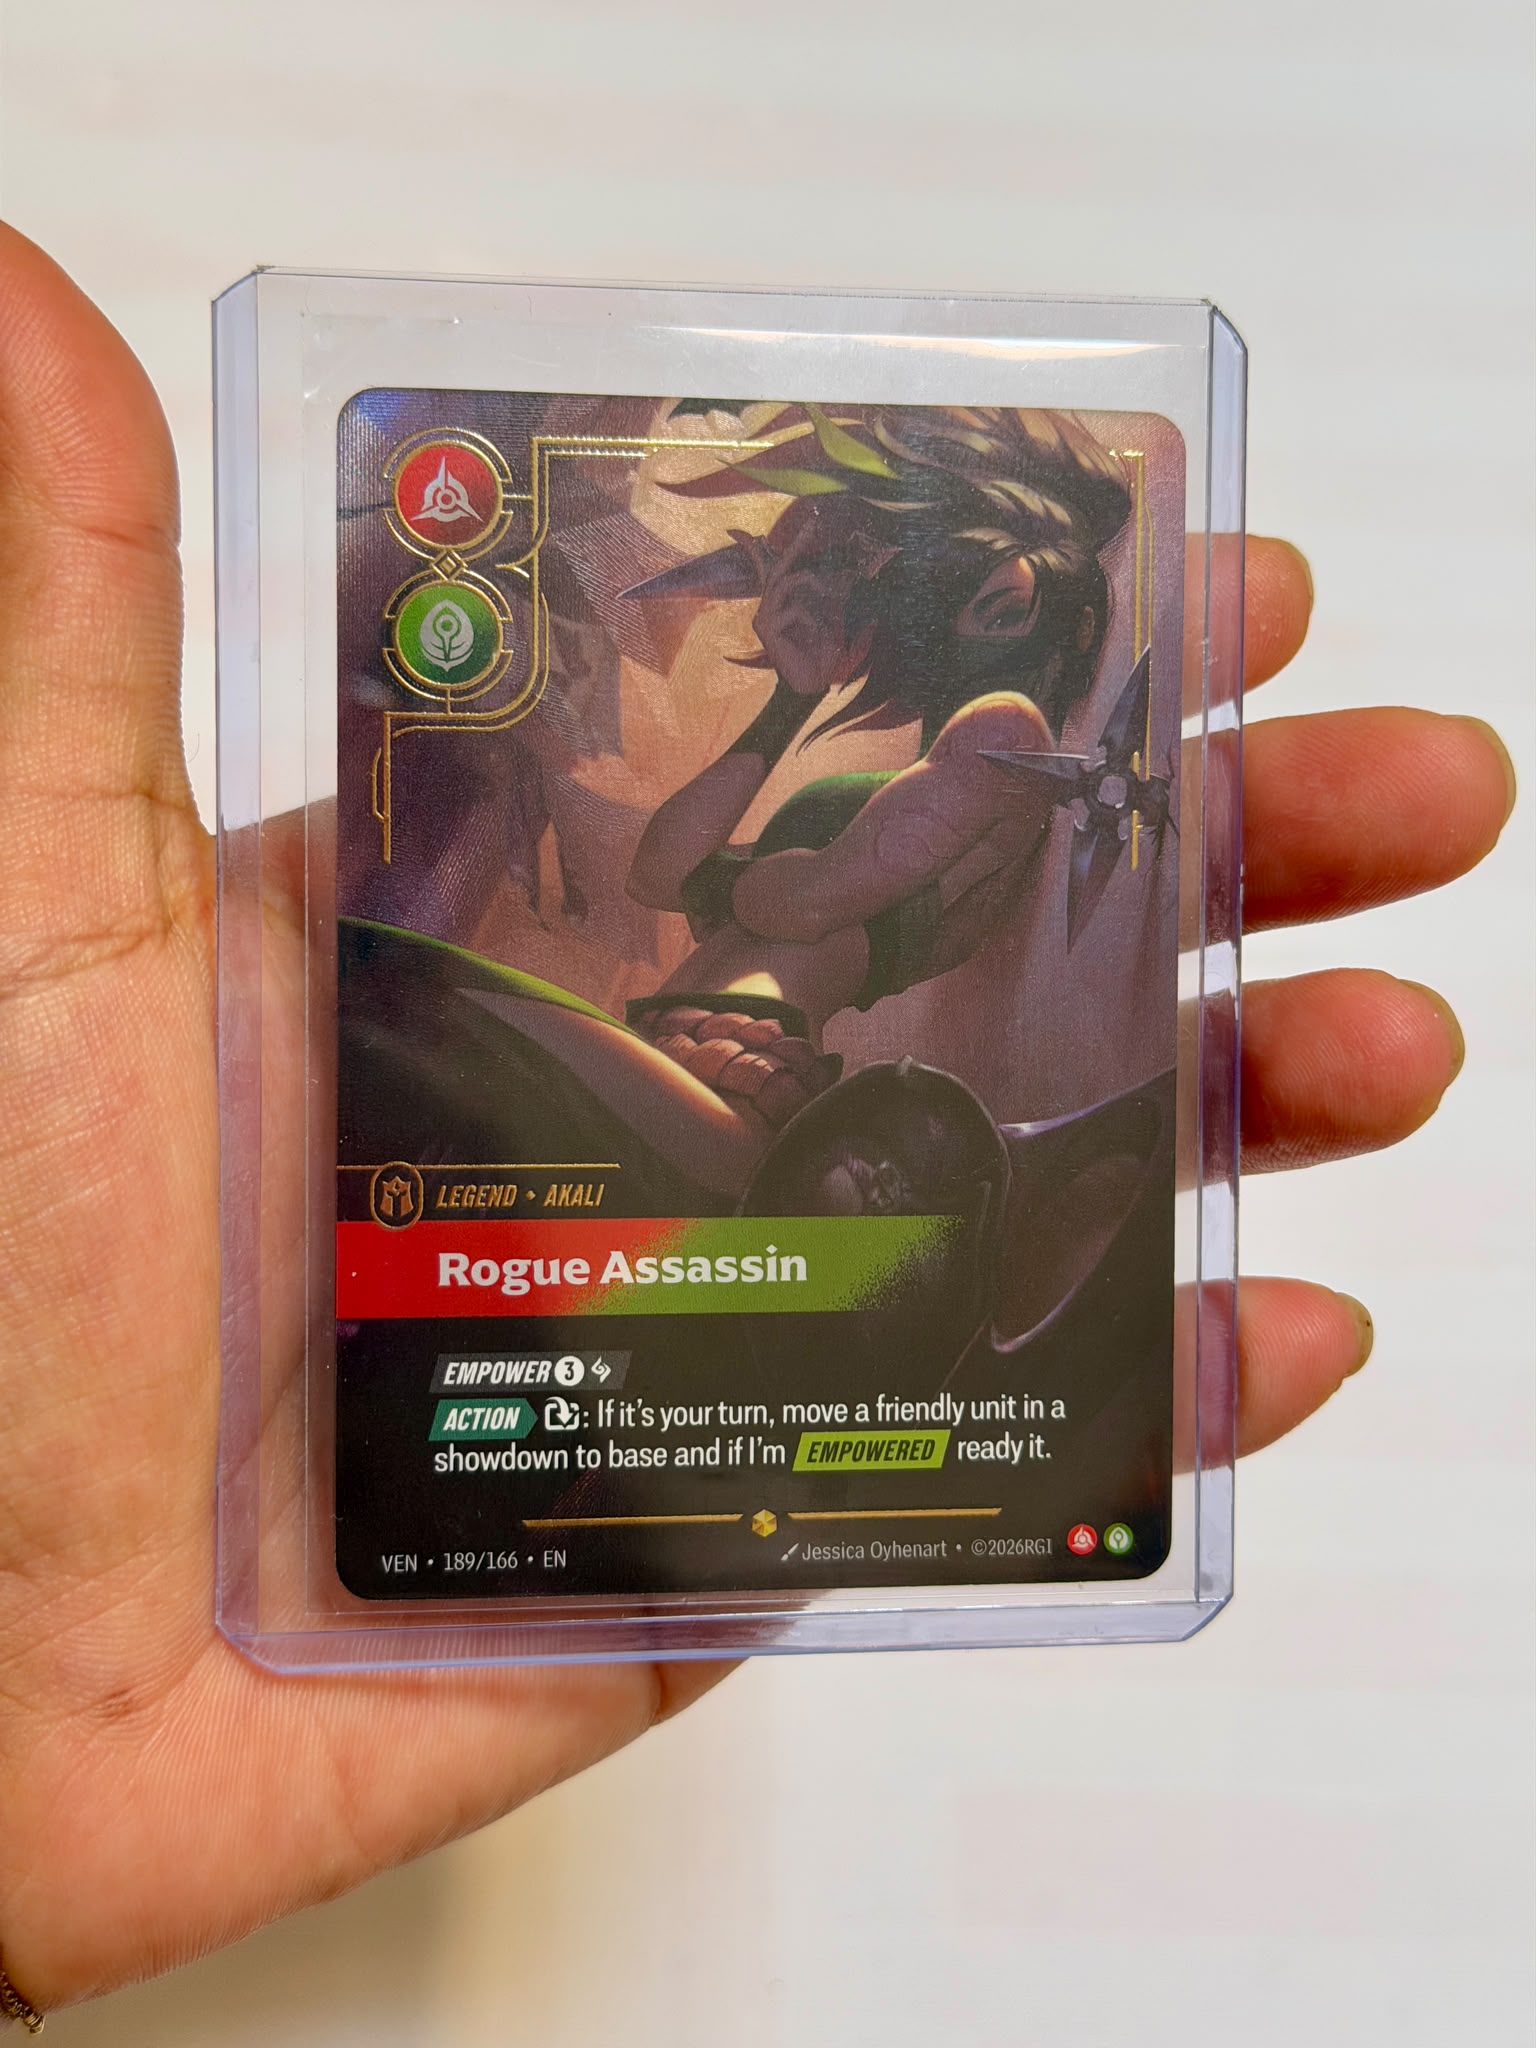 LEGEND • AKALI
Rogue Assassin
EMPOWER 3
ACTION : If it's your turn, move a friendly unit in a
showdown to base and if I'm EMPOWERED ready it.
VEN • 189/166 • EN
Jessica Oyhenart • ©2026RGI